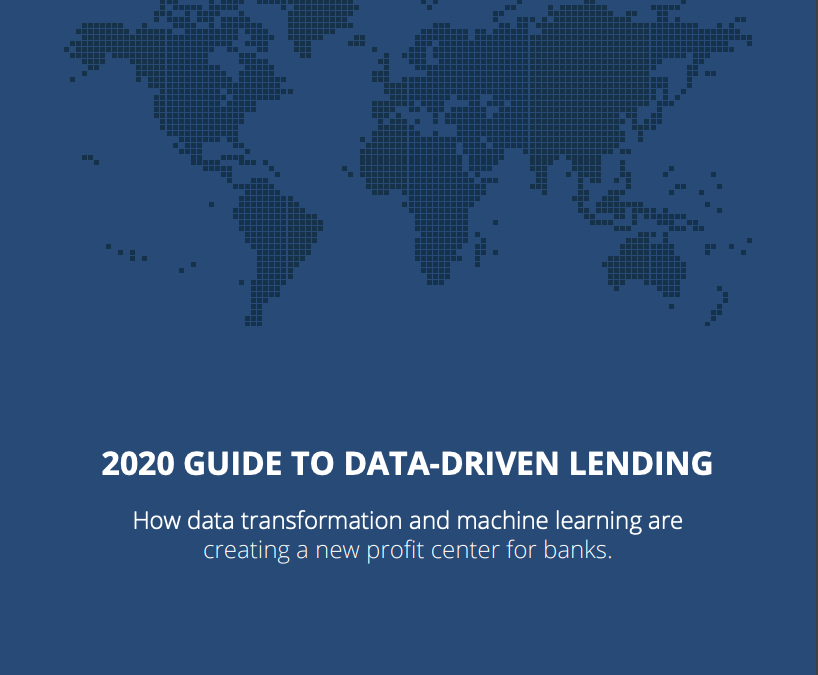 2020 GUIDE TO DATA-DRIVEN LENDING
How data transformation and machine learning are
creating a new profit center for banks.